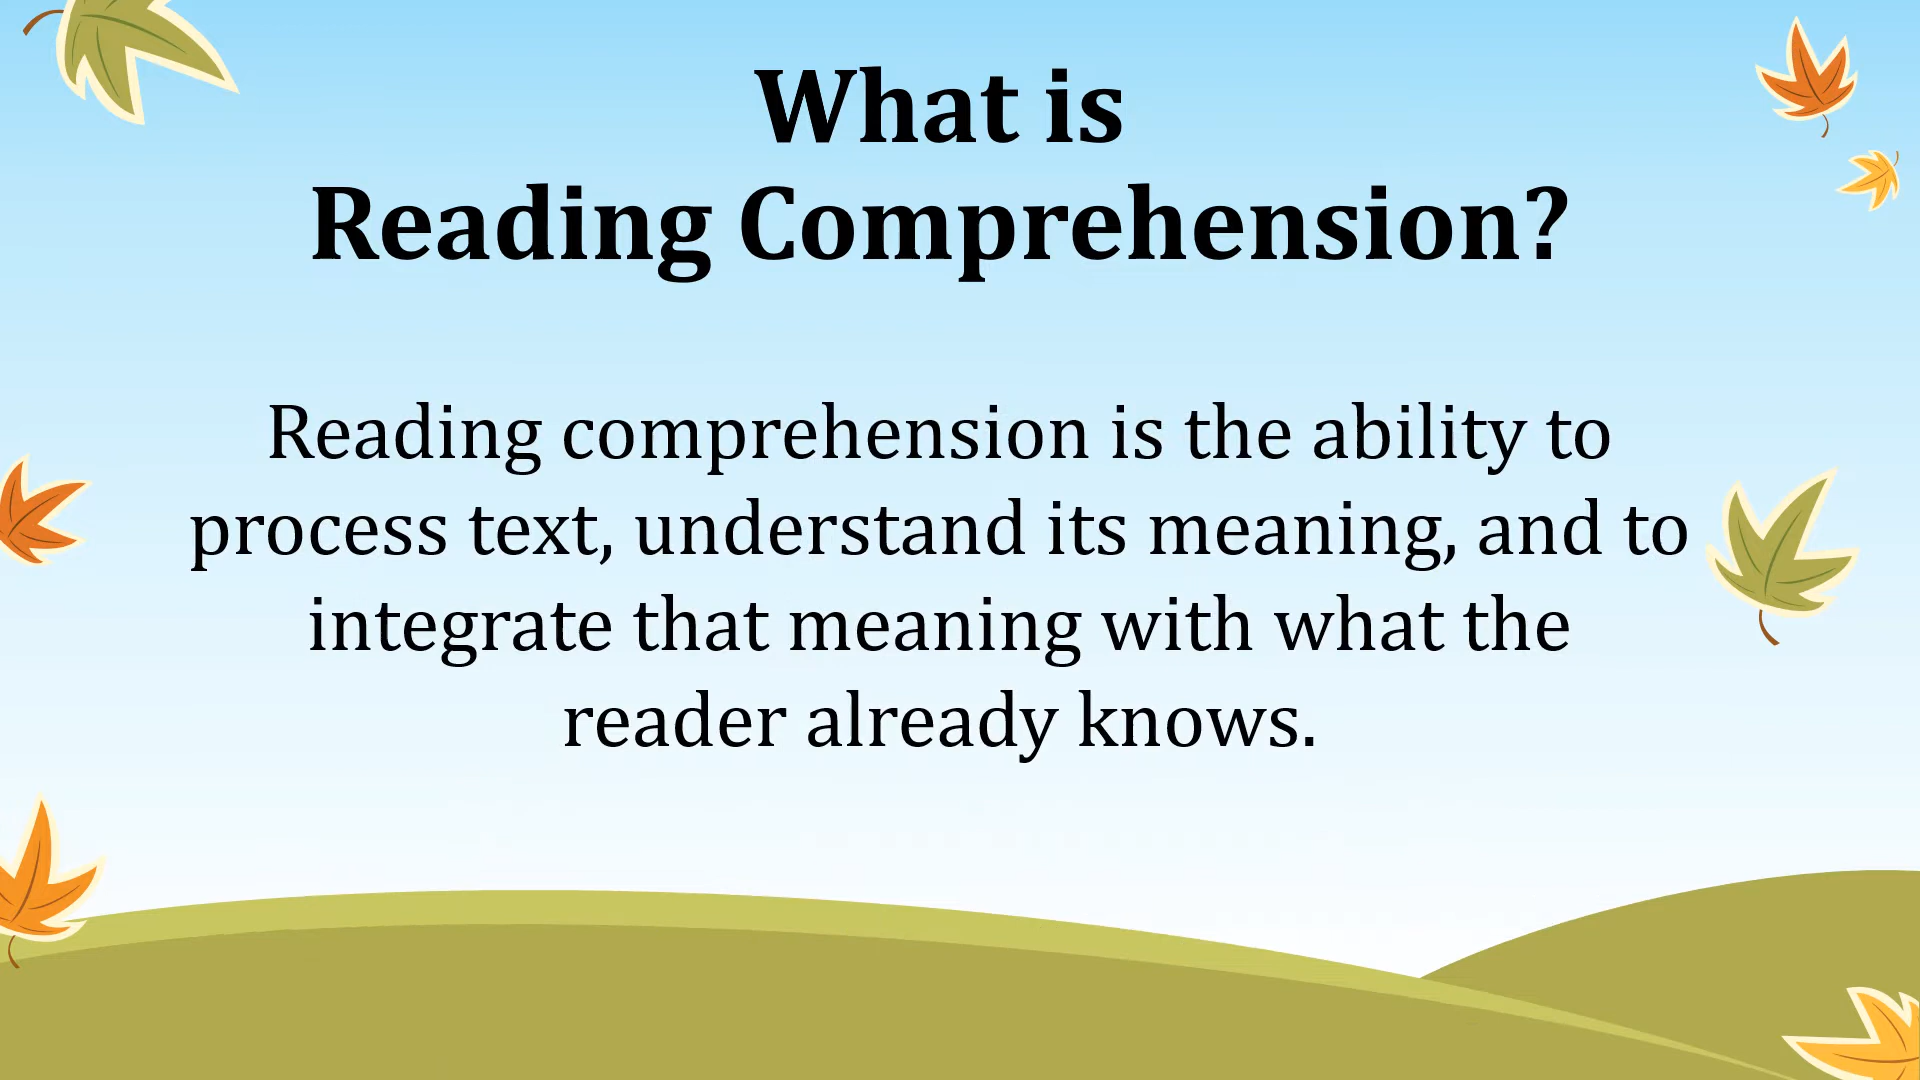 What is
Reading Comprehension?
Reading comprehension is the ability to
process text, understand its meaning, and to
integrate that meaning with what the
reader already knows.